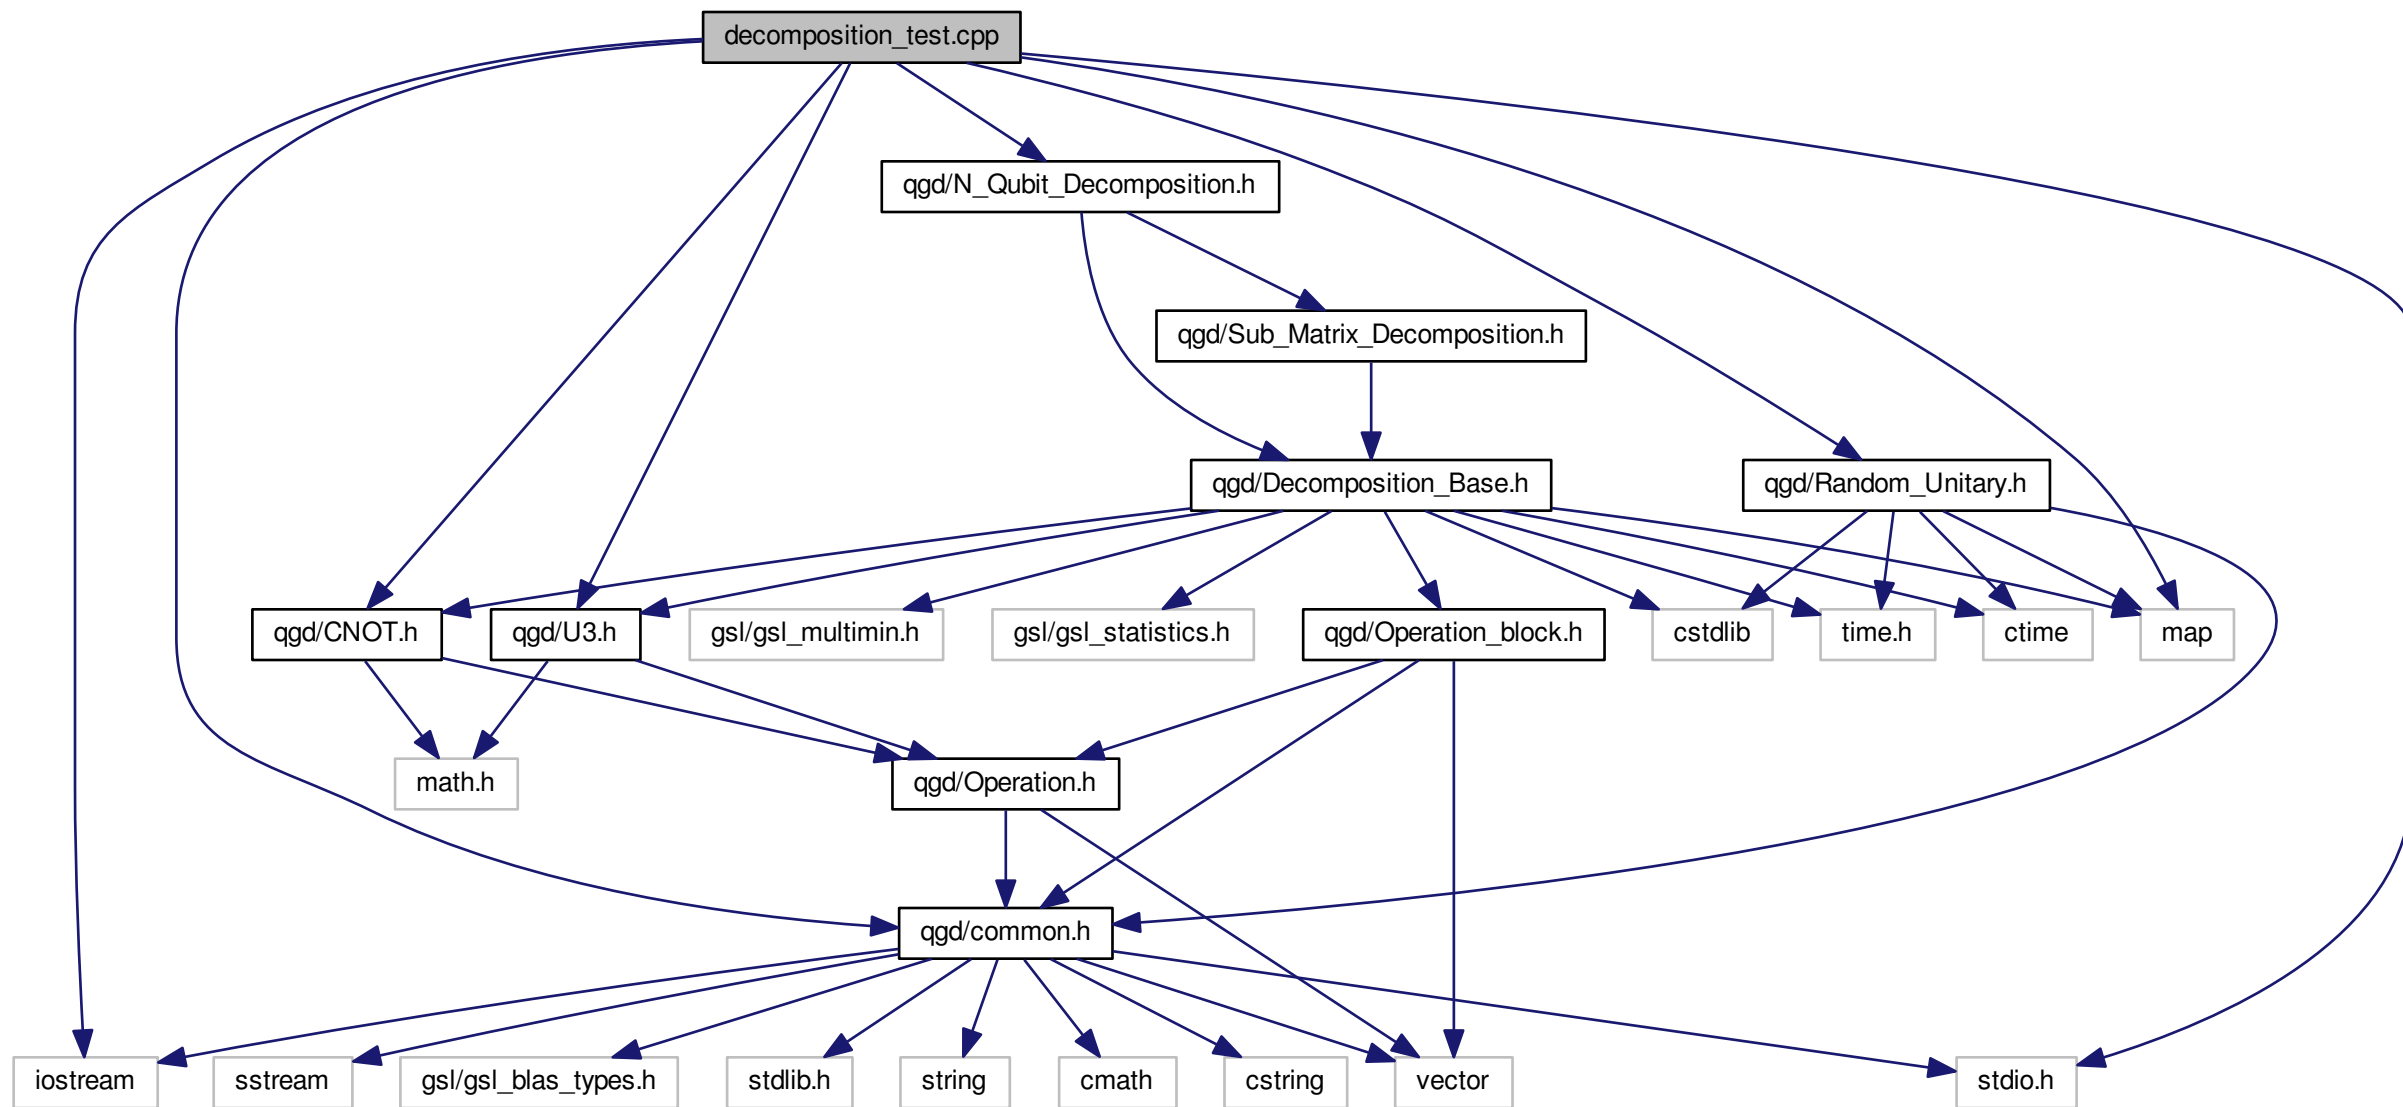 decomposition_test.cpp
qgd/N_Qubit_Decomposition.h
qgd/Sub_Matrix_Decomposition.h
qgd/Decomposition_Base.h
qgd/Random_Unitary.h
qgd/CNOT.h
qgd/U3.h
gsl/gsl_multimin.h
gsl/gsl_statistics.h
qgd/Operation_block.h
cstdlib
time.h
ctime
map
math.h
qgd/Operation.h
qgd/common.h
iostream
sstream
gsl/gsl_blas_types.h
stdlib.h
string
cmath
cstring
vector
stdio.h